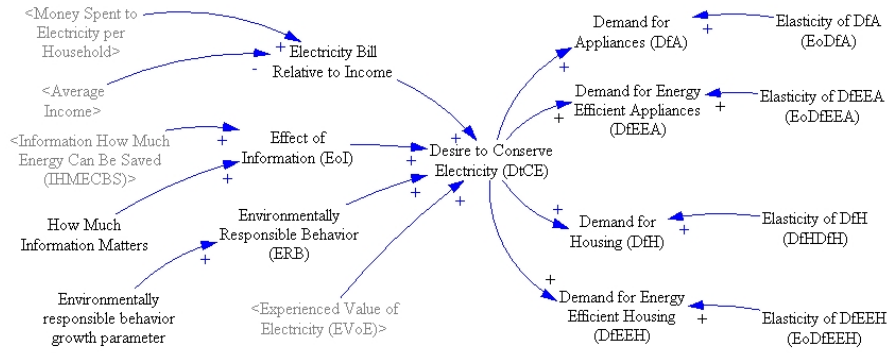 <Money Spent to
Electricity per
Household>
+
Electricity Bill
Relative to Income
-
<Average
Income>
<Information How Much
Energy Can Be Saved
(IHMECBS)>
+
Effect of
Information (EoI)
+
How Much
Information Matters
Environmentally
Responsible Behavior
(ERB)
+
Environmentally
responsible behavior
growth parameter
<Experienced Value of
Electricity (EVoE)>
+
+
+
+
Desire to Conserve
Electricity (DtCE)
Demand for
Appliances (DfA)
+
+
Elasticity of DfA
(EoDfA)
Demand for Energy
Efficient Appliances
(DfEEA)
+
+
Elasticity of DfEEA
(EoDfEEA)
+
Demand for
Housing (DfH)
+
Elasticity of DfH
(DfHDfH)
+
Demand for Energy
Efficient Housing
(DfEEH)
+
Elasticity of DfEEH
(EoDfEEH)